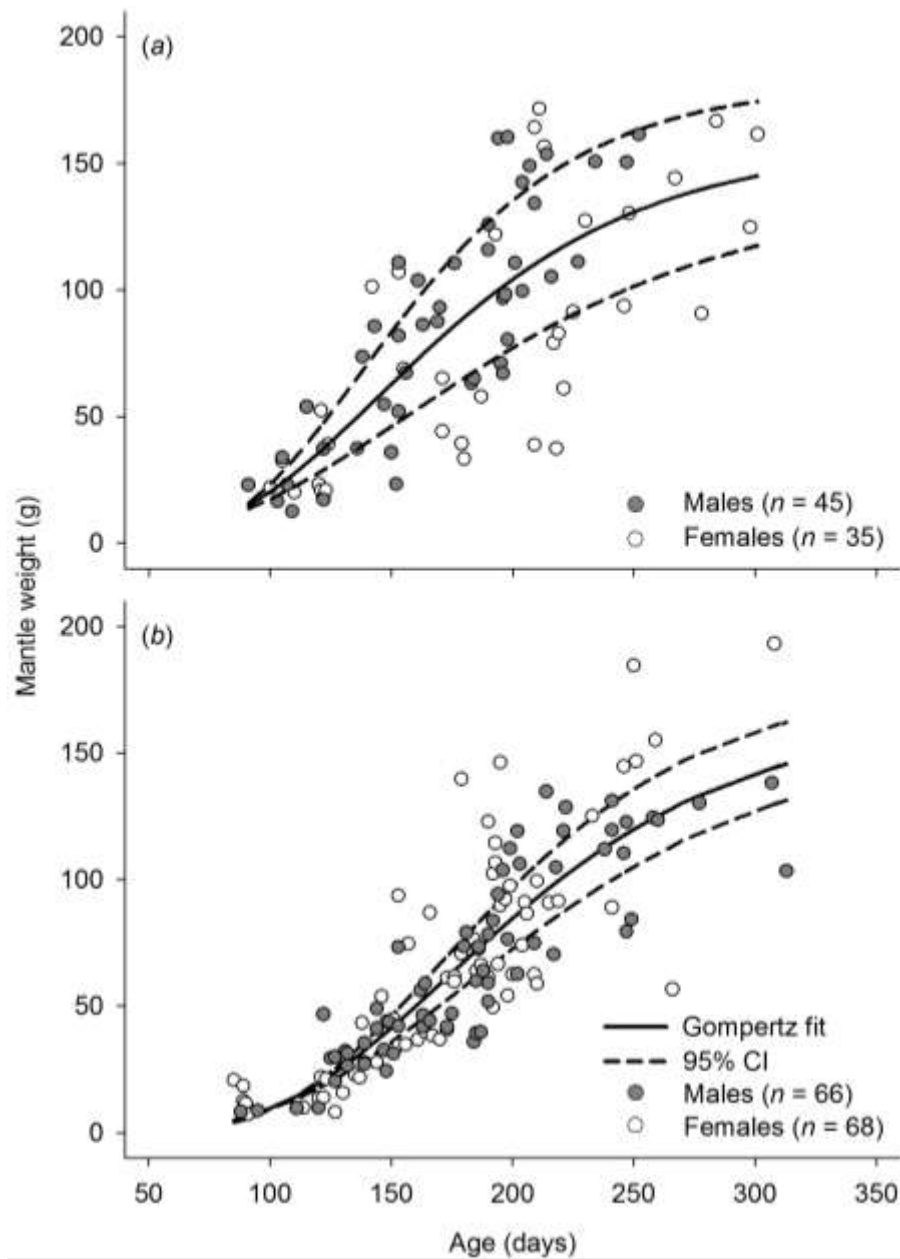 200
(a)
150
100
50
0
Males (n = 45)
Females (n = 35)
Mantle weight (g)
200
(b)
150
100
50
0
Gompertz fit
95% CI
Males (n = 66)
Females (n = 68)
50 100 150 200 250 300 350
Age (days)